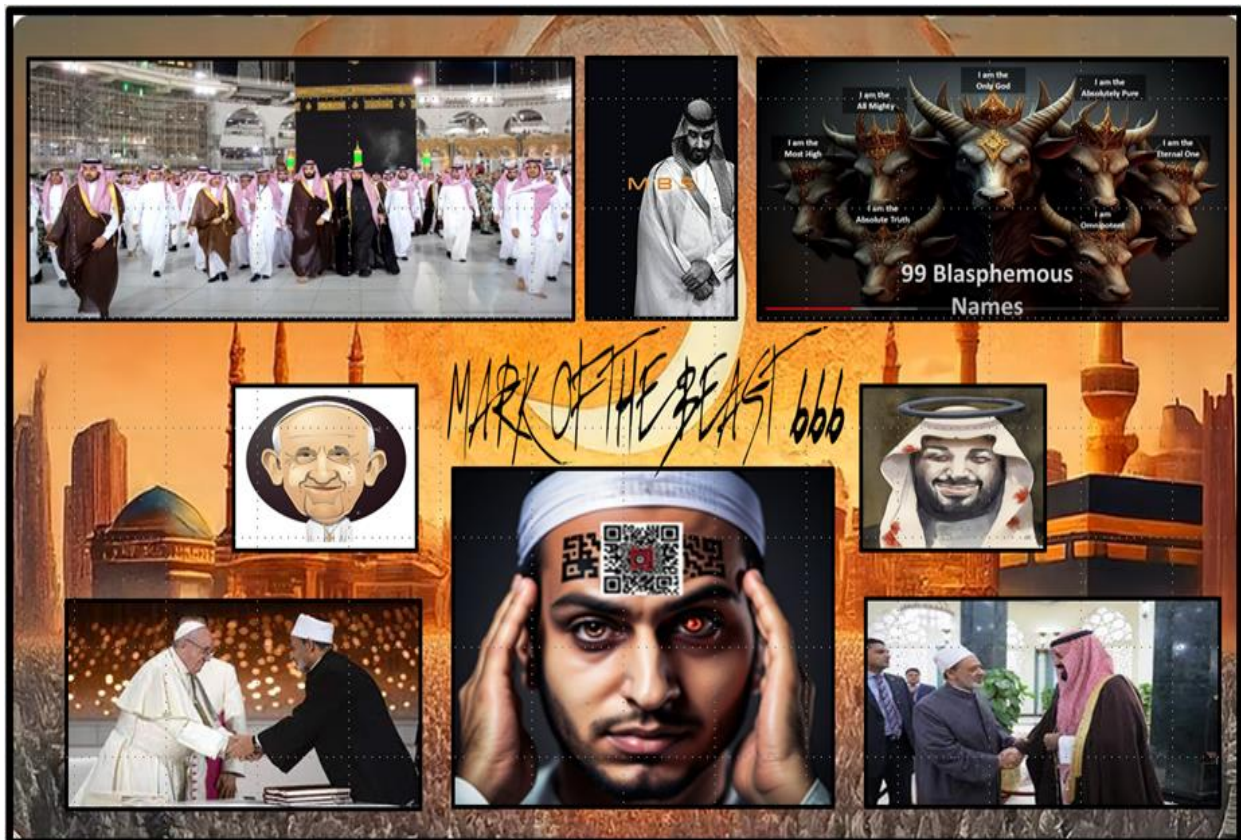 MBS
I am the
Only God
I am the
All Mighty
I am the
Absolutely Pure
I am the
Most High
I am the
Eternal One
I am the
Absolute Truth
I am
Omnipoteet
99 Blasphemous
Names
MARK OF THE BEAST 666